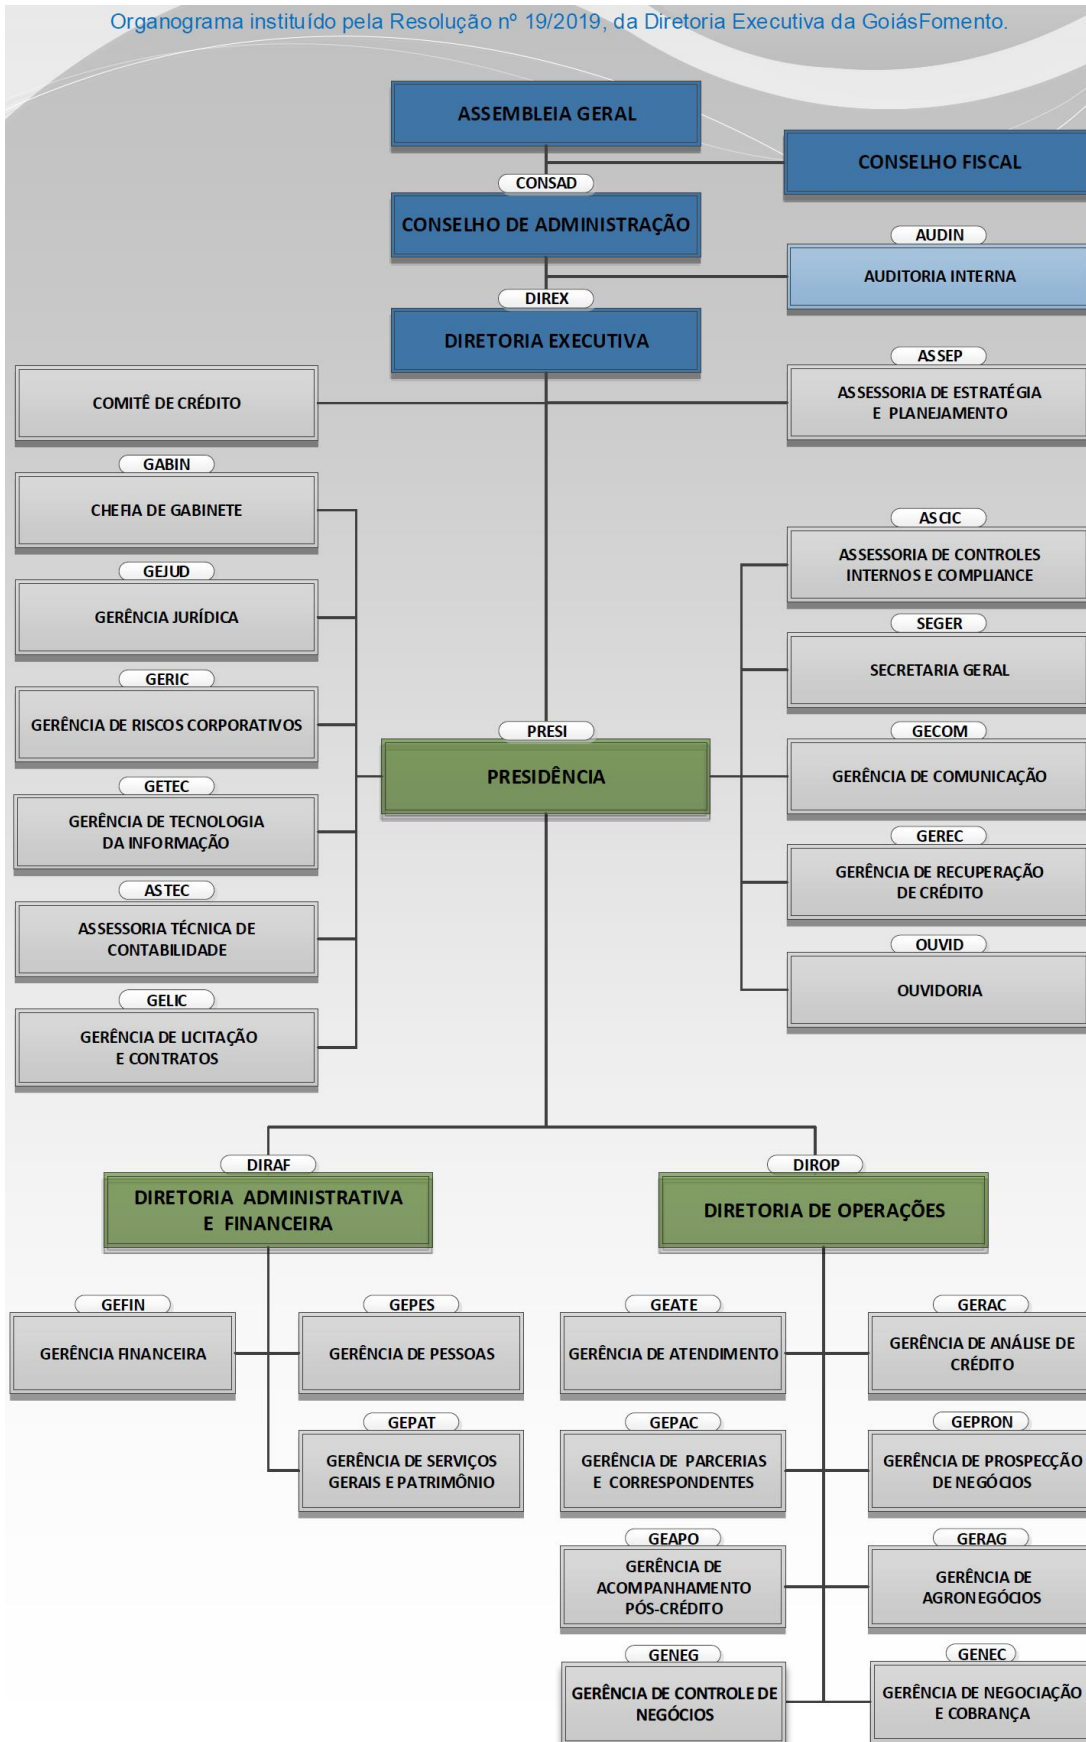 Organograma instituído pela Resolução nº 19/2019, da Diretoria Executiva da GoiásFomento.
ASSEMBLEIA GERAL
CONSELHO FISCAL
CONSAD
CONSELHO DE ADMINISTRAÇÃO
AUDIN
AUDITORIA INTERNA
DIREX
DIRETORIA EXECUTIVA
COMITÊ DE CRÉDITO
ASSEP
ASSESSORIA DE ESTRATÉGIA
E PLANEJAMENTO
GABIN
CHEFIA DE GABINETE
GEJUD
GERÊNCIA JURÍDICA
GERIC
GERÊNCIA DE RISCOS CORPORATIVOS
GETEC
GERÊNCIA DE TECNOLOGIA
DA INFORMAÇÃO
ASTEC
ASSESSORIA TÉCNICA DE
CONTABILIDADE
GELIC
GERÊNCIA DE LICITAÇÃO
E CONTRATOS
PRESI
PRESIDÊNCIA
ASCIC
ASSESSORIA DE CONTROLES
INTERNOS E COMPLIANCE
SEGER
SECRETARIA GERAL
GECOM
GERÊNCIA DE COMUNICAÇÃO
GEREC
GERÊNCIA DE RECUPERAÇÃO
DE CRÉDITO
OUVID
OUVIDORIA
DIRAF
DIRETORIA ADMINISTRATIVA
E FINANCEIRA
DIROP
DIRETORIA DE OPERAÇÕES
GEFIN
GERÊNCIA FINANCEIRA
GEPES
GERÊNCIA DE PESSOAS
GEPAT
GERÊNCIA DE SERVIÇOS
GERAIS E PATRIMÔNIO
GEATE
GERÊNCIA DE ATENDIMENTO
GERAC
GERÊNCIA DE ANÁLISE DE
CRÉDITO
GEPAC
GERÊNCIA DE PARCERIAS
E CORRESPONDENTES
GEPRON
GERÊNCIA DE PROSPECÇÃO
DE NEGÓCIOS
GEAPO
GERÊNCIA DE
ACOMPANHAMENTO
PÓS-CRÉDITO
GERAG
GERÊNCIA DE
AGRONEGÓCIOS
GENEG
GERÊNCIA DE CONTROLE DE
NEGÓCIOS
GENEC
GERÊNCIA DE NEGOCIAÇÃO
E COBRANÇA